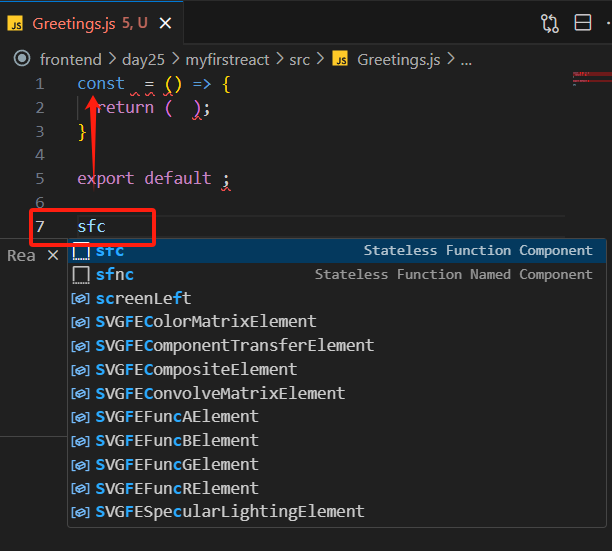 JS Greetings.js 5, U
frontend > day25 > myfirstreact > src > JS Greetings.js > ...
1 const = () => {
2 return ( );
3 }
4
5 export default ;
6
7 sfc
Rea
sfc Stateless Function Component
sfnc Stateless Function Named Component
screenLeft
SVGFEColorMatrixElement
SVGFEComponentTransferElement
SVGFECompositeElement
SVGFEConvolveMatrixElement
SVGFEFuncAElement
SVGFEFuncBElement
SVGFEFuncGElement
SVGFEFuncRElement
SVGFESpecularLightingElement